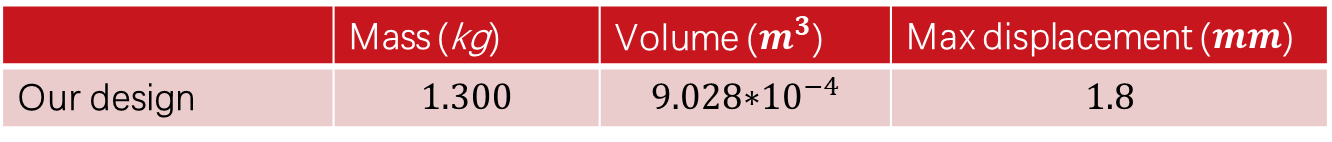 Mass (kg) Volume (m³) Max displacement (mm)
Our design 1.300 9.028*10⁻⁴ 1.8